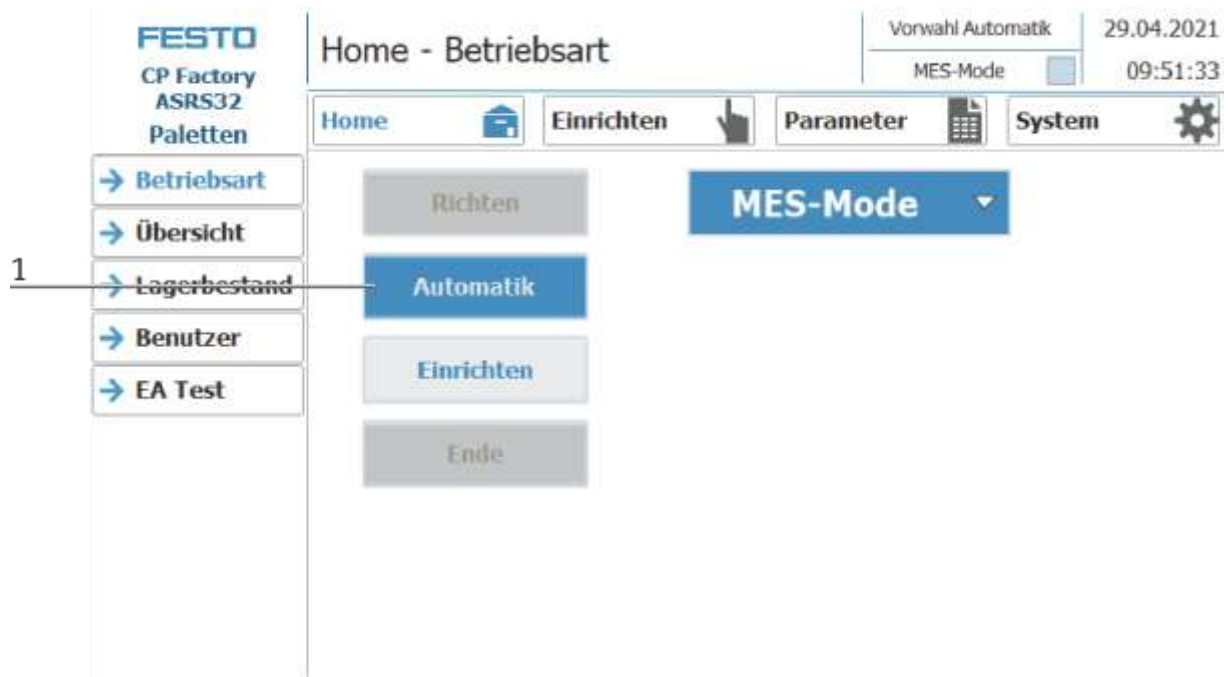 FESTO
CP Factory
ASRS32
Paletten
Home - Betriebsart
Vorwahl Automatik
MES-Mode
29.04.2021
09:51:33
Home
Einrichten
Parameter
System
Betriebsart
Übersicht
Lagerbestand
Benutzer
EA Test
1
Richten
Automatik
Einrichten
Ende
MES-Mode